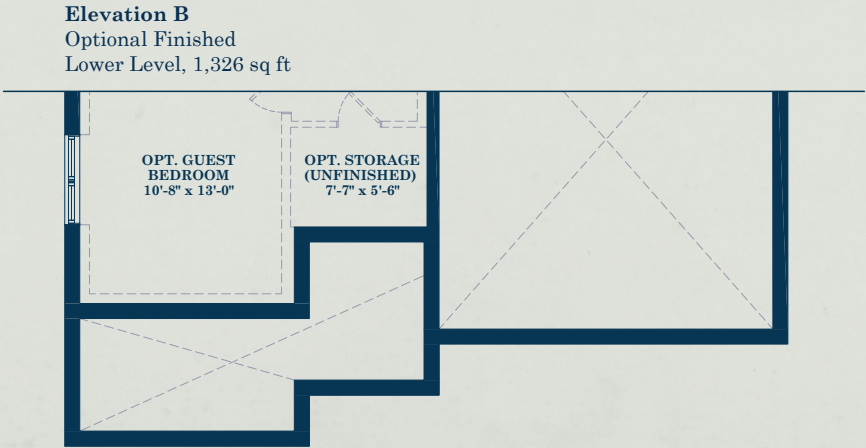 Elevation B
Optional Finished
Lower Level, 1,326 sq ft
OPT. GUEST
BEDROOM
10'-8" x 13'-0"
OPT. STORAGE
(UNFINISHED)
7'-7" x 5'-6"